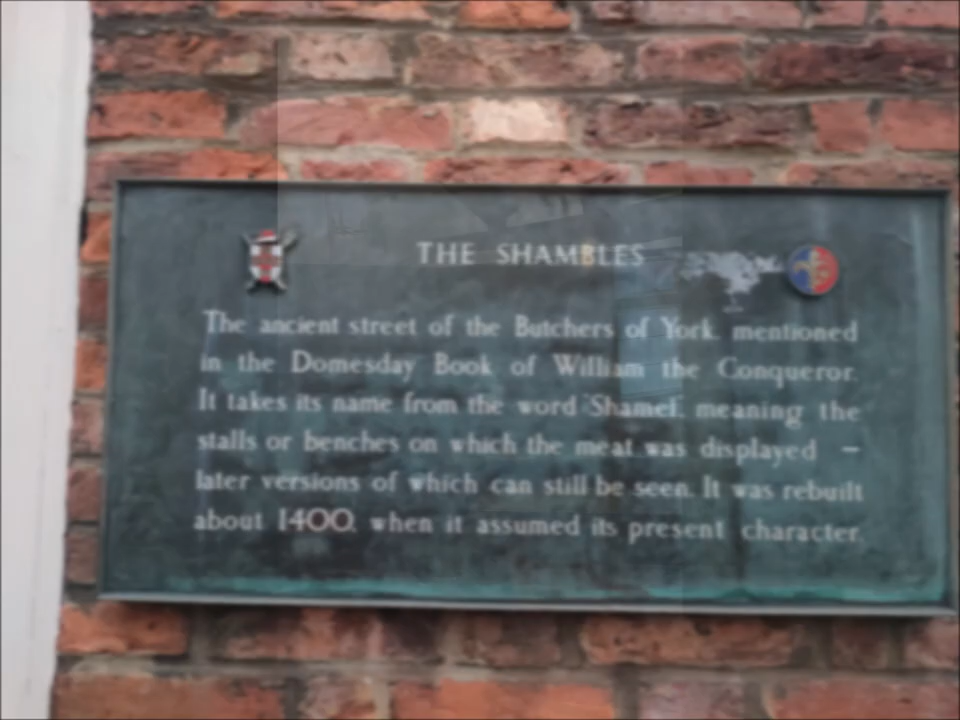 THE SHAMBLES
The ancient street of the Butchers of York, mentioned
in the Domesday Book of William the Conqueror.
It takes its name from the word 'Shamel', meaning the
stalls or benches on which the meat was displayed –
later versions of which can still be seen. It was rebuilt
about 1400, when it assumed its present character.